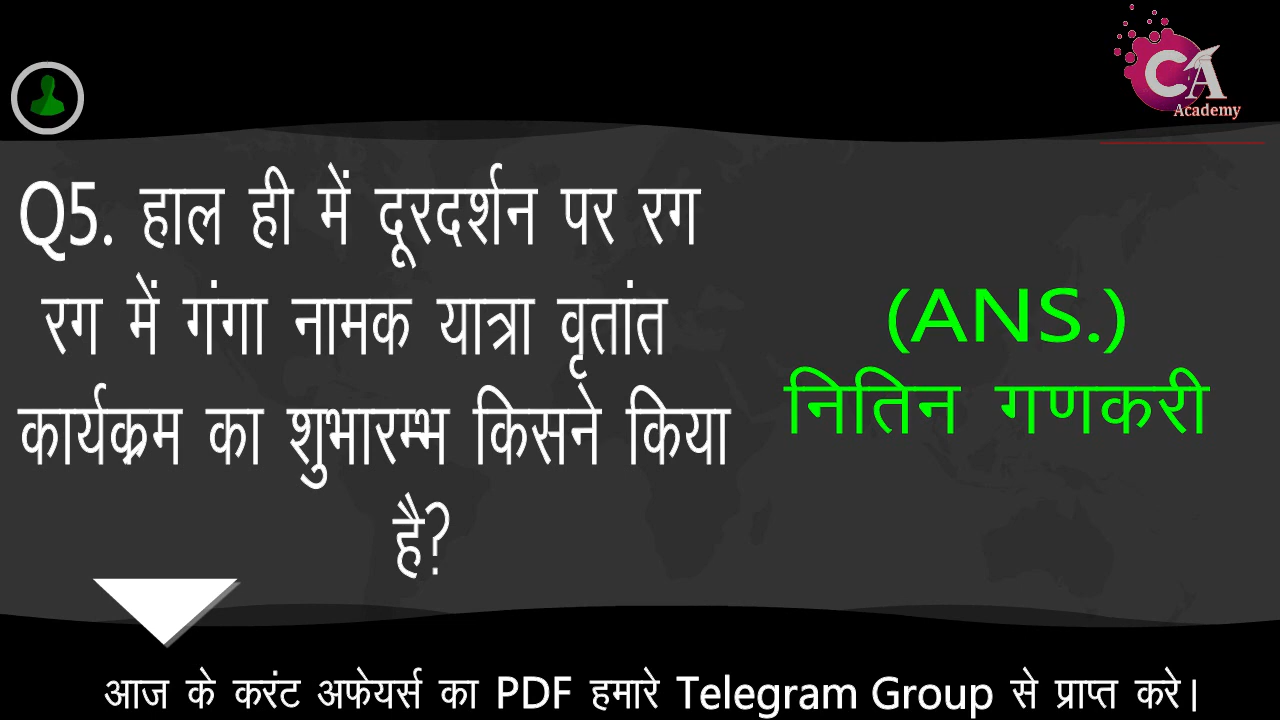 CA
Academy
Q5. हाल ही में दूरदर्शन पर रग
रग में गंगा नामक यात्रा वृतांत
कार्यक्रम का शुभारम्भ किसने किया
है?
(ANS.)
नितिन गणकरी
आज के करंट अफेयर्स का PDF हमारे Telegram Group से प्राप्त करे।